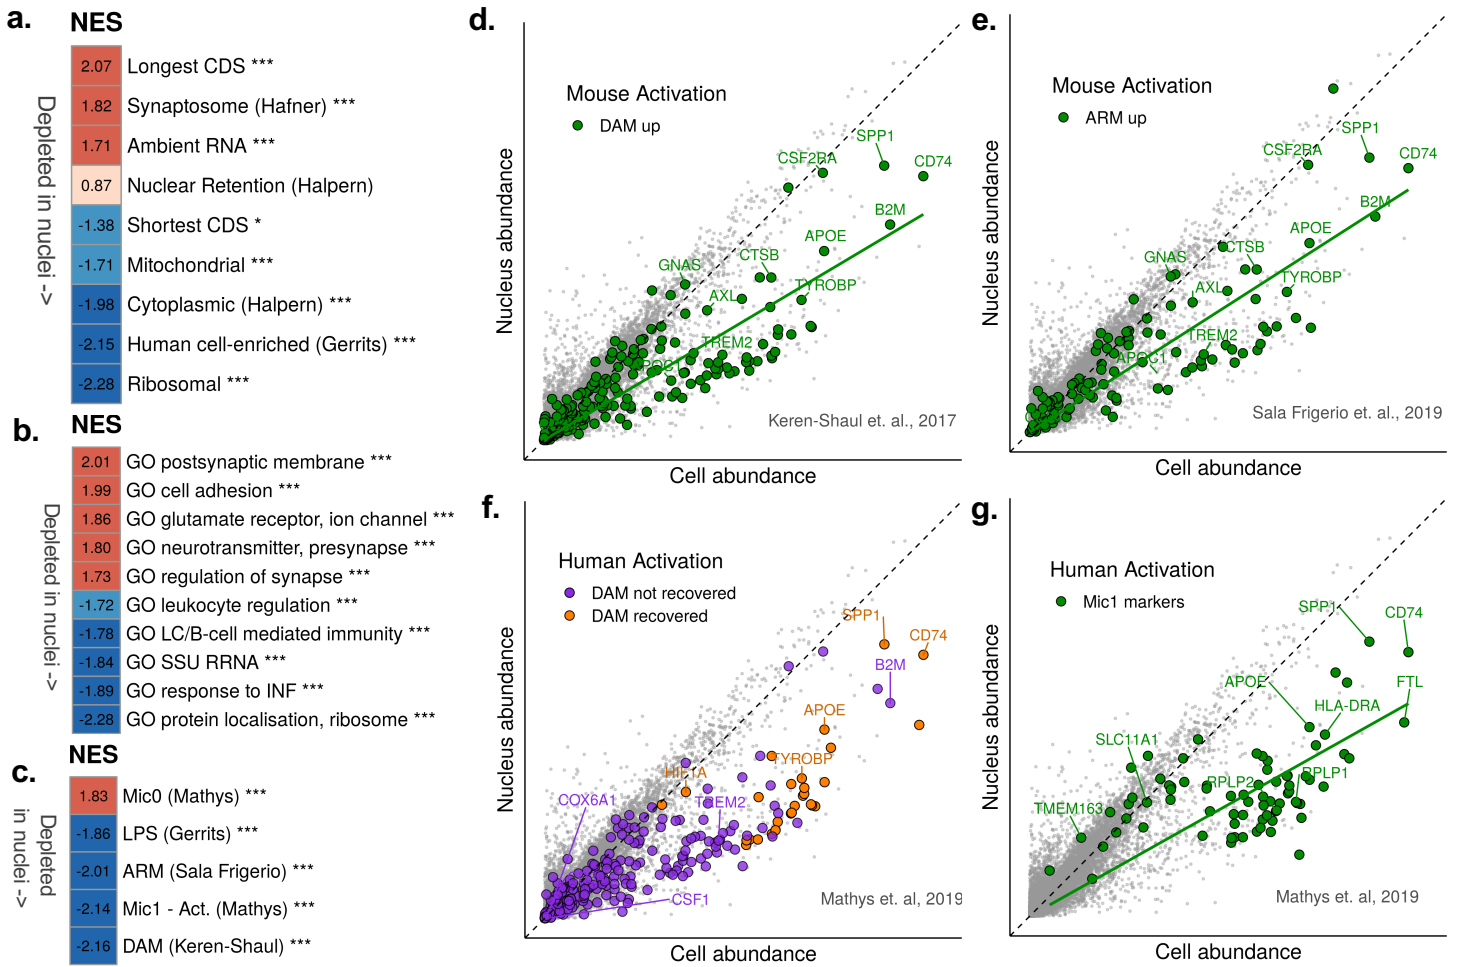 a.
NES
Depleted in nuclei ->
2.07 Longest CDS ***
1.82 Synaptosome (Hafner) ***
1.71 Ambient RNA ***
0.87 Nuclear Retention (Halpern)
-1.38 Shortest CDS *
-1.71 Mitochondrial ***
-1.98 Cytoplasmic (Halpern) ***
-2.15 Human cell-enriched (Gerrits) ***
-2.28 Ribosomal ***
b.
NES
Depleted in nuclei ->
2.01 GO postsynaptic membrane ***
1.99 GO cell adhesion ***
1.86 GO glutamate receptor, ion channel ***
1.80 GO neurotransmitter, presynapse ***
1.73 GO regulation of synapse ***
-1.72 GO leukocyte regulation ***
-1.78 GO LC/B-cell mediated immunity ***
-1.84 GO SSU RRNA ***
-1.89 GO response to INF ***
-2.28 GO protein localisation, ribosome ***
c.
NES
Depleted
in nuclei ->
1.83 Mic0 (Mathys) ***
-1.86 LPS (Gerrits) ***
-2.01 ARM (Sala Frigerio) ***
-2.14 Mic1 - Act. (Mathys) ***
-2.16 DAM (Keren-Shaul) ***
d.
Nucleus abundance
Mouse Activation
DAM up
SPP1
CSF2RA
CD74
B2M
APOE
CTSB
GNAS
TYROBP
AXL
TREM2
APOC1
Keren-Shaul et. al., 2017
Cell abundance
e.
Nucleus abundance
Mouse Activation
ARM up
SPP1
CSF2RA
CD74
B2M
APOE
CTSB
GNAS
TYROBP
AXL
TREM2
APOC1
Sala Frigerio et. al., 2019
Cell abundance
f.
Nucleus abundance
Human Activation
DAM not recovered
DAM recovered
SPP1
CD74
B2M
APOE
TYROBP
HIF1A
COX6A1
TREM2
CSF1
Mathys et. al, 2019
Cell abundance
g.
Nucleus abundance
Human Activation
Mic1 markers
SPP1
CD74
APOE
FTL
HLA-DRA
SLC11A1
RPLP1
RPLP2
TMEM163
Mathys et. al, 2019
Cell abundance